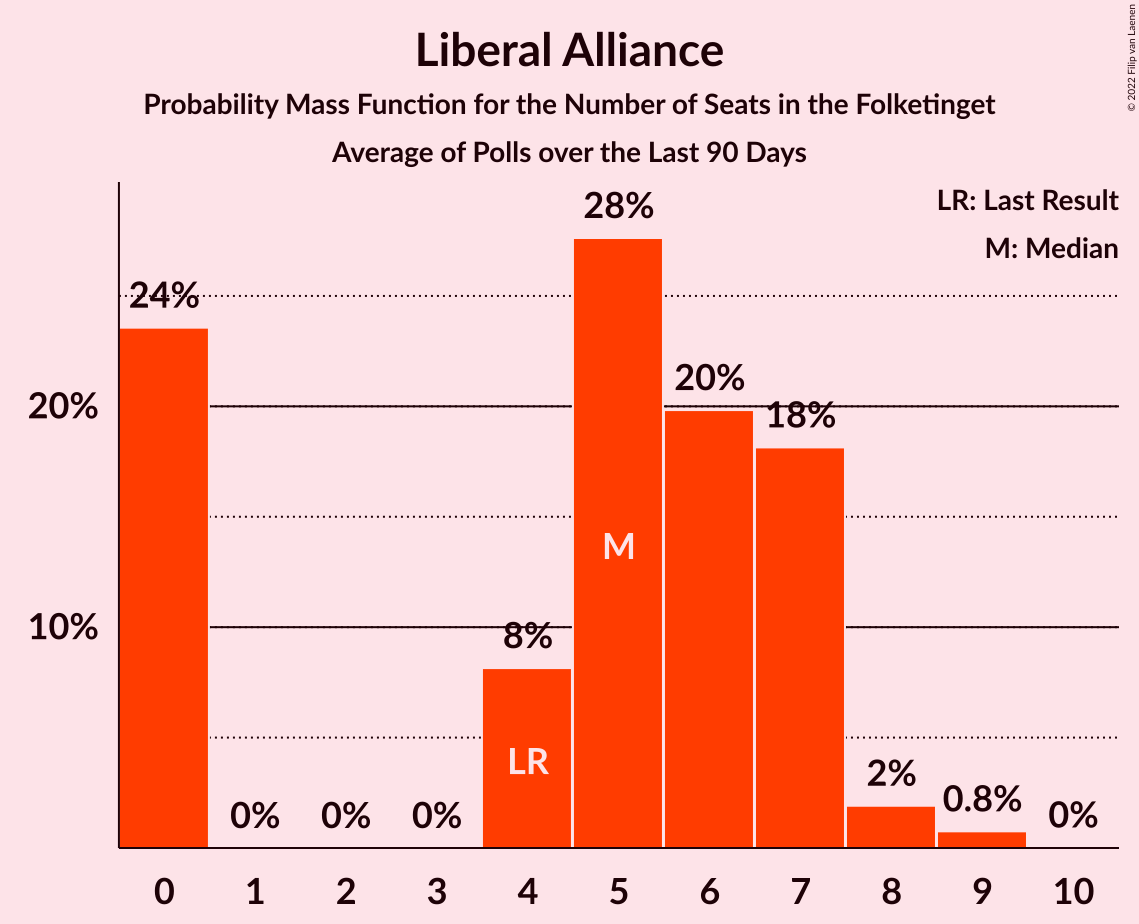 Liberal Alliance
Probability Mass Function for the Number of Seats in the Folketinget
Average of Polls over the Last 90 Days
© 2022 Filip van Laenen
LR: Last Result
M: Median
28%
24%
20%
20%
18%
M
10%
8%
LR
2%
0.8%
0%
0%
0%
0%
0 1 2 3 4 5 6 7 8 9 10